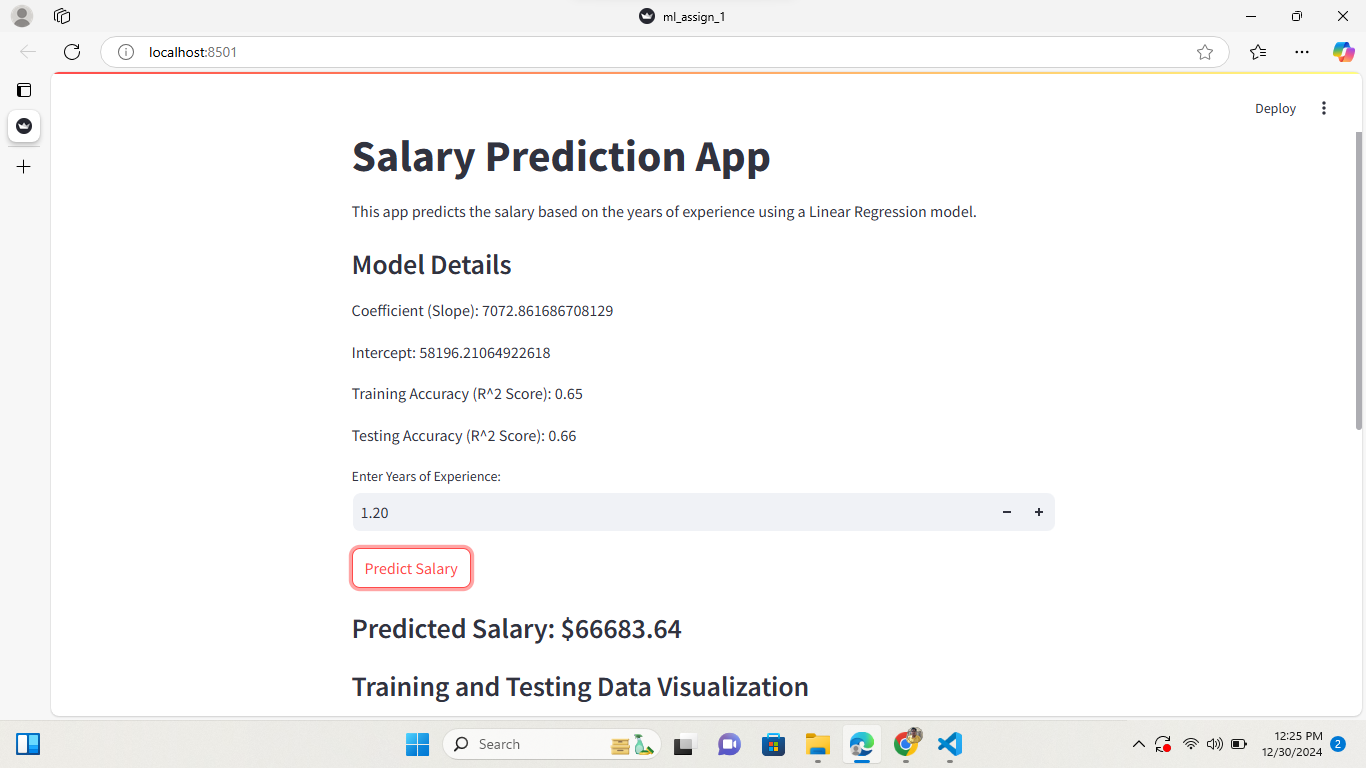 ml_assign_1
localhost:8501
Deploy
Salary Prediction App
This app predicts the salary based on the years of experience using a Linear Regression model.
Model Details
Coefficient (Slope): 7072.861686708129
Intercept: 58196.21064922618
Training Accuracy (R^2 Score): 0.65
Testing Accuracy (R^2 Score): 0.66
Enter Years of Experience:
1.20
Predict Salary
Predicted Salary: $66683.64
Training and Testing Data Visualization
Search
12:25 PM
12/30/2024
2